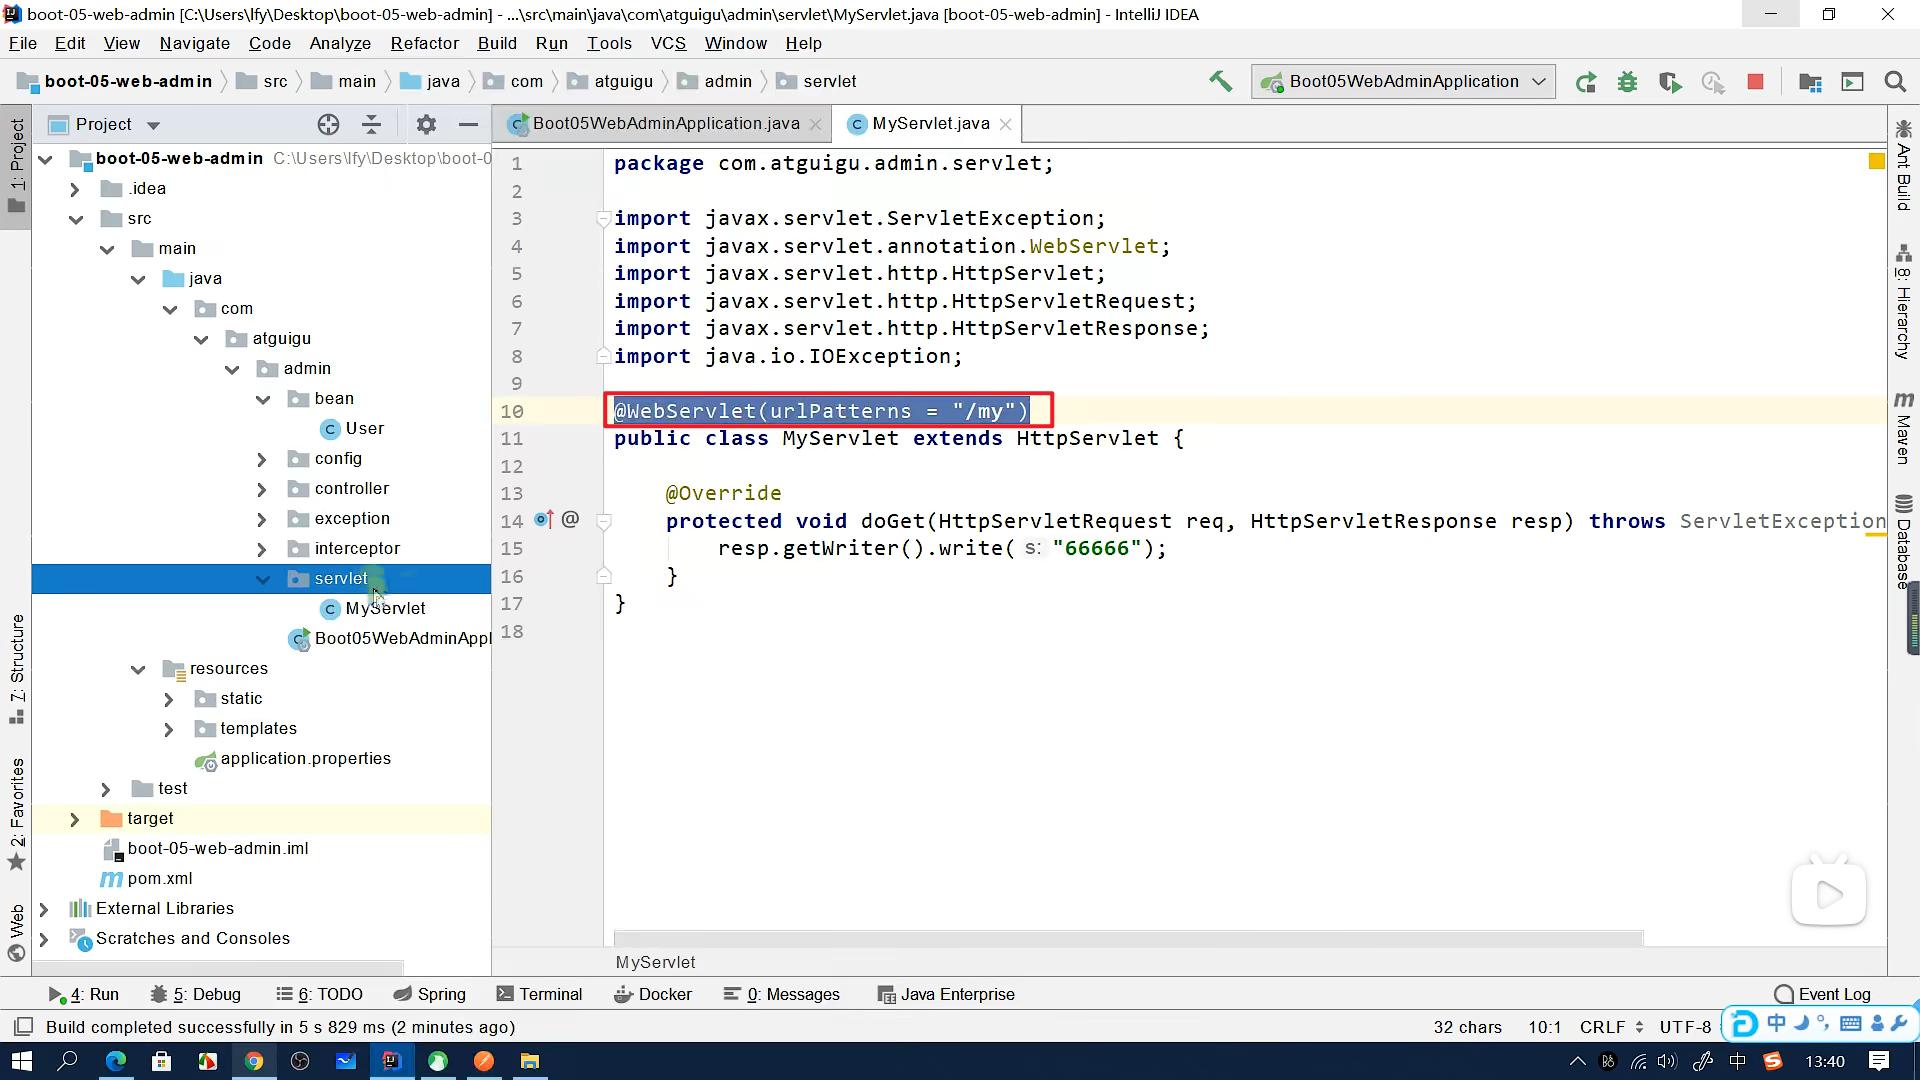 boot-05-web-admin [C:\Users\lfy\Desktop\boot-05-web-admin] - ...\src\main\java\com\atguigu\admin\servlet\MyServlet.java [boot-05-web-admin] - IntelliJ IDEA
File Edit View Navigate Code Analyze Refactor Build Run Tools VCS Window Help
boot-05-web-admin src main java com atguigu admin servlet Boot05WebAdminApplication
1: Project
7: Structure
2: Favorites
Web
Project
boot-05-web-admin C:\Users\lfy\Desktop\boot-0
.idea
src
main
java
com
atguigu
admin
bean
User
config
controller
exception
interceptor
servlet
MyServlet
Boot05WebAdminAppl
resources
static
templates
application.properties
test
target
boot-05-web-admin.iml
pom.xml
External Libraries
Scratches and Consoles
Boot05WebAdminApplication.java MyServlet.java
1 package com.atguigu.admin.servlet;
2
3 import javax.servlet.ServletException;
4 import javax.servlet.annotation.WebServlet;
5 import javax.servlet.http.HttpServlet;
6 import javax.servlet.http.HttpServletRequest;
7 import javax.servlet.http.HttpServletResponse;
8 import java.io.IOException;
9
10 @WebServlet(urlPatterns = "/my")
11 public class MyServlet extends HttpServlet {
12
13 @Override
14 protected void doGet(HttpServletRequest req, HttpServletResponse resp) throws ServletException
15 resp.getWriter().write( s: "66666");
16 }
17 }
18
MyServlet
Ant Build
8: Hierarchy
Maven
Database
4: Run 5: Debug 6: TODO Spring Terminal Docker 0: Messages Java Enterprise Event Log
Build completed successfully in 5 s 829 ms (2 minutes ago) 32 chars 10:1 CRLF UTF-8 中
中 13:40